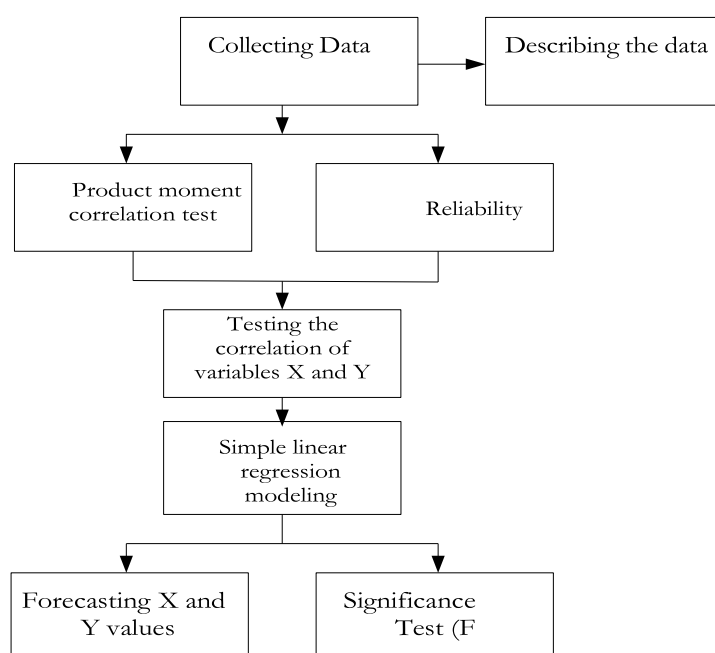 Collecting Data
Describing the data
Product moment
correlation test
Reliability
Testing the
correlation of
variables X and Y
Simple linear
regression
modeling
Forecasting X and
Y values
Significance
Test (F